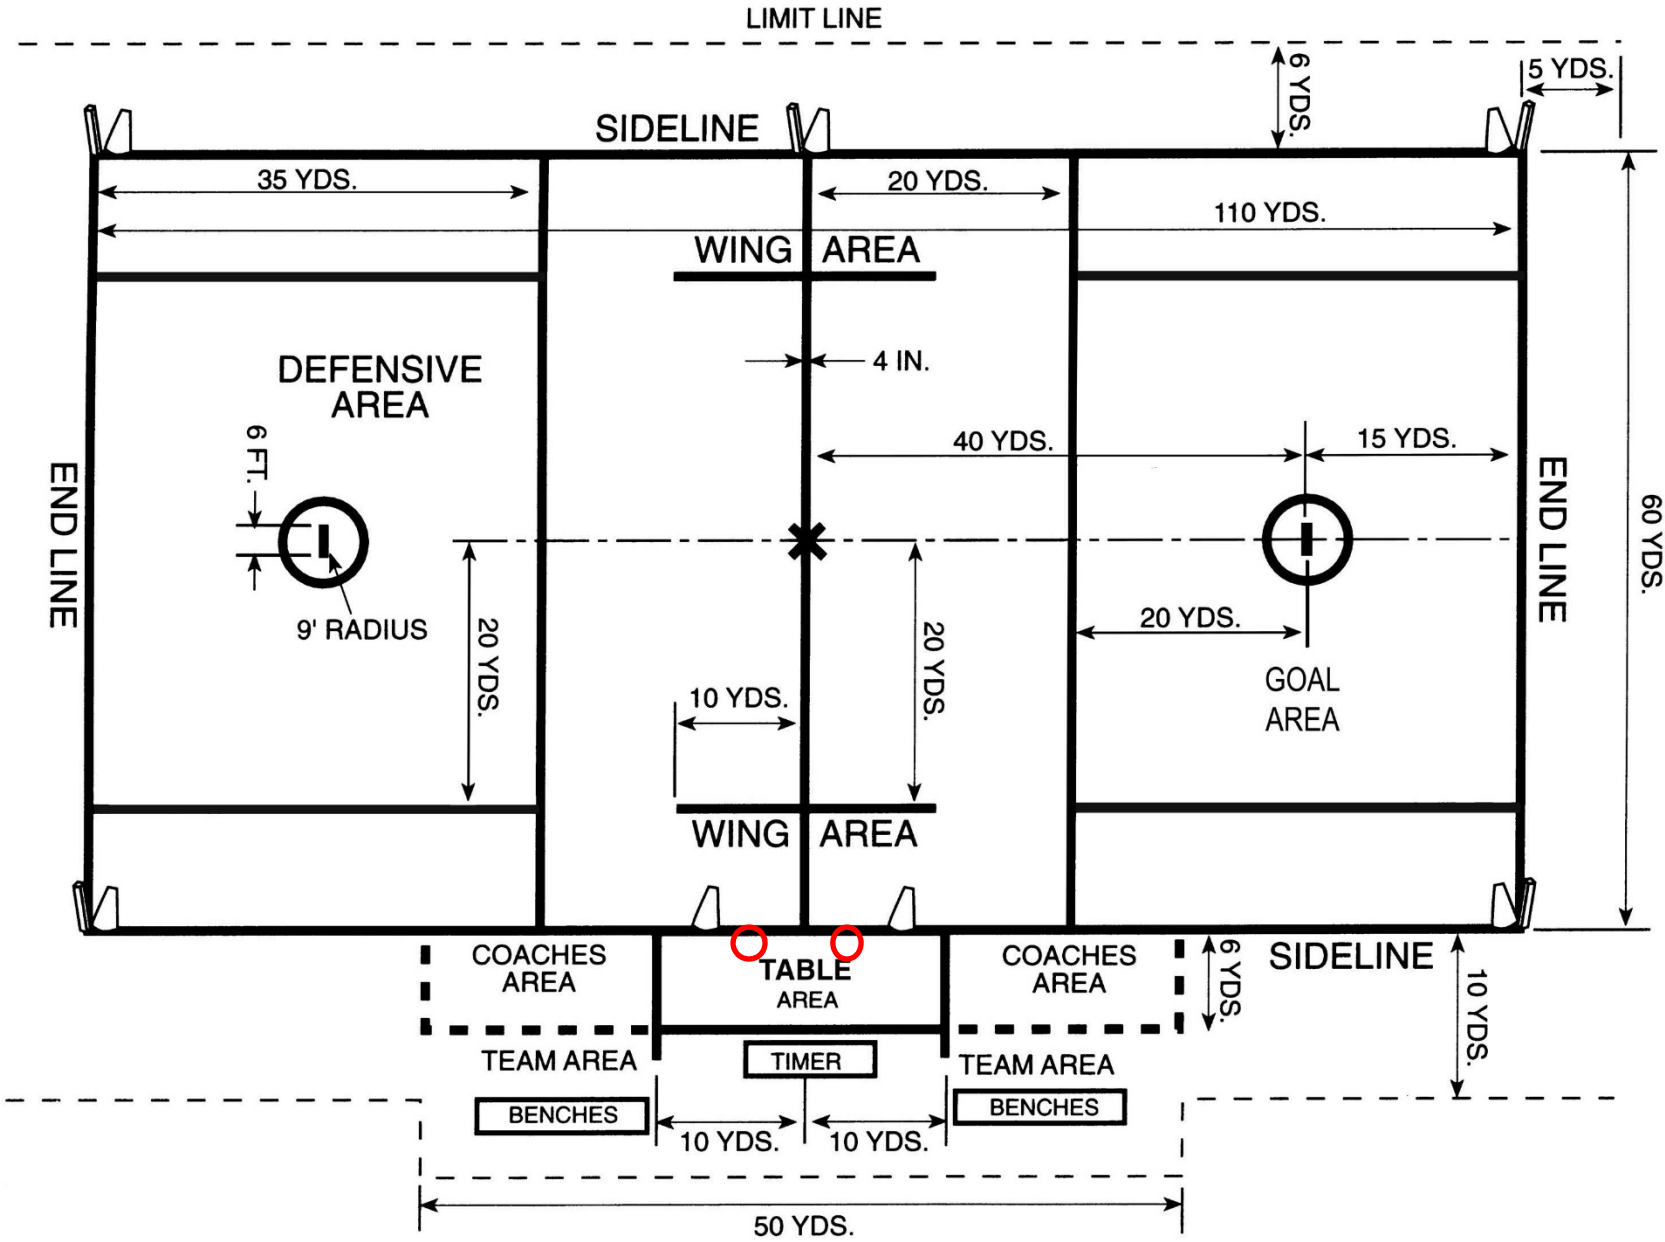 LIMIT LINE
6 YDS.
5 YDS.
SIDELINE
35 YDS.
20 YDS.
110 YDS.
WING AREA
4 IN.
DEFENSIVE
AREA
6 FT.
40 YDS.
15 YDS.
END LINE
END LINE
60 YDS.
9' RADIUS
20 YDS.
20 YDS.
20 YDS.
GOAL
AREA
10 YDS.
WING AREA
COACHES
AREA
TABLE
AREA
COACHES
AREA
6 YDS.
SIDELINE
10 YDS.
TEAM AREA
TIMER
TEAM AREA
BENCHES
BENCHES
10 YDS.
10 YDS.
50 YDS.